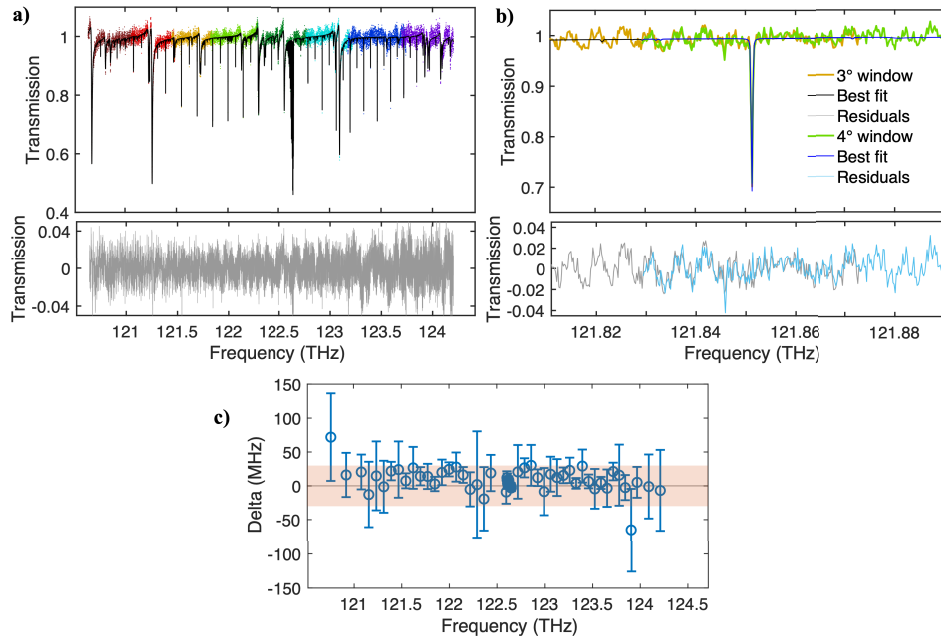 a)
Transmission
1
0.8
0.6
0.4
Transmission
0.04
0
-0.04
121
121.5
122
122.5
123
123.5
124
Frequency (THz)
b)
Transmission
1
0.9
0.8
0.7
3° window
Best fit
Residuals
4° window
Best fit
Residuals
Transmission
0.04
0.02
0
-0.02
-0.04
121.82
121.84
121.86
121.88
Frequency (THz)
c)
Delta (MHz)
150
100
50
0
-50
-100
-150
121
121.5
122
122.5
123
123.5
124
124.5
Frequency (THz)